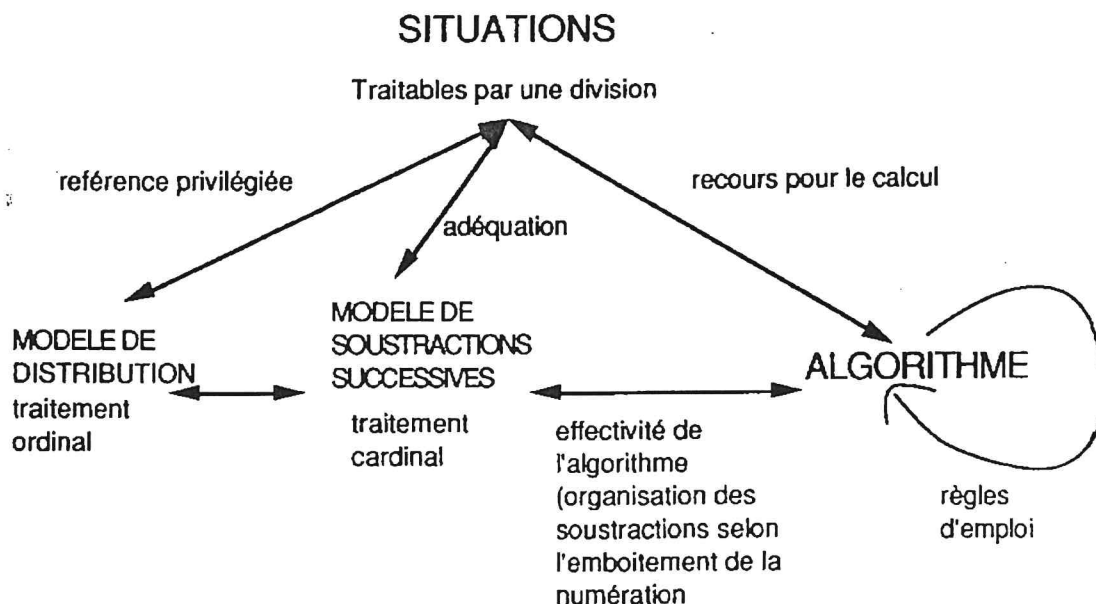 SITUATIONS
Traitables par une division
reférence privilégiée
recours pour le calcul
adéquation
MODELE DE
DISTRIBUTION
traitement
ordinal
MODELE DE
SOUSTRACTIONS
SUCCESSIVES
traitement
cardinal
ALGORITHME
effectivité de
l'algorithme
(organisation des
soustractions selon
l'emboitement de la
numération
règles
d'emploi